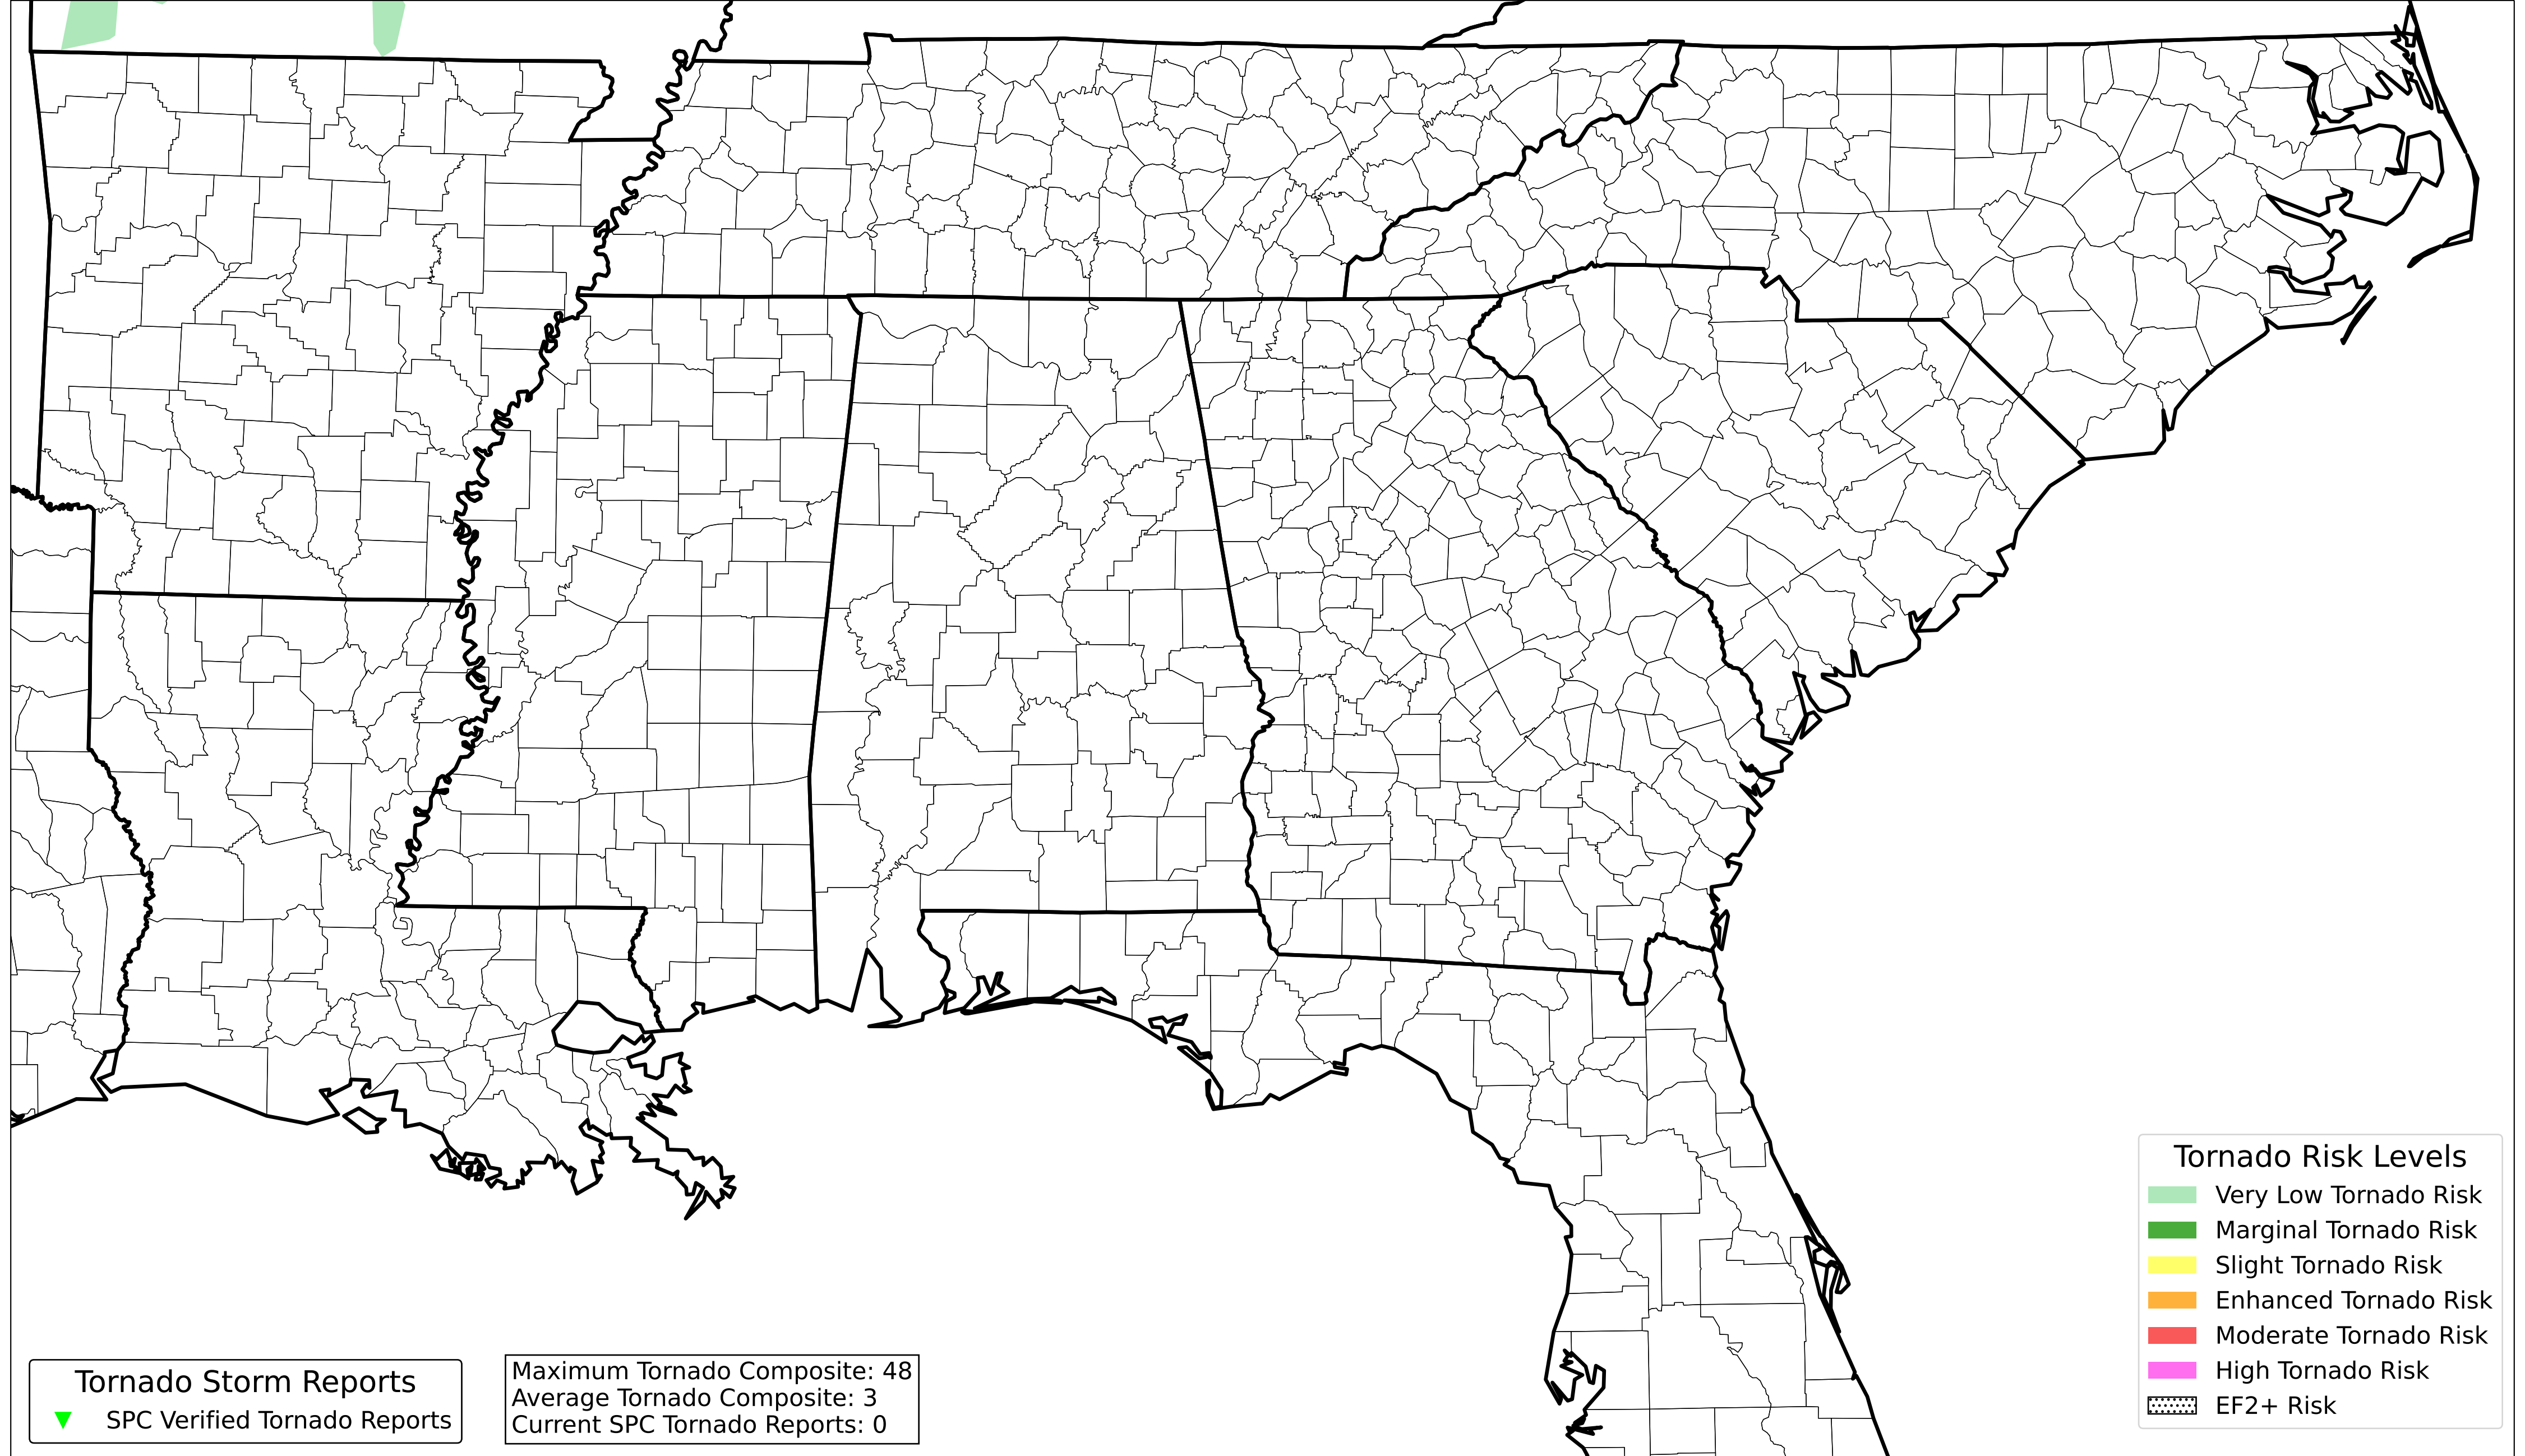 Tornado Storm Reports
SPC Verified Tornado Reports
Maximum Tornado Composite: 48
Average Tornado Composite: 3
Current SPC Tornado Reports: 0
Tornado Risk Levels
Very Low Tornado Risk
Marginal Tornado Risk
Slight Tornado Risk
Enhanced Tornado Risk
Moderate Tornado Risk
High Tornado Risk
EF2+ Risk